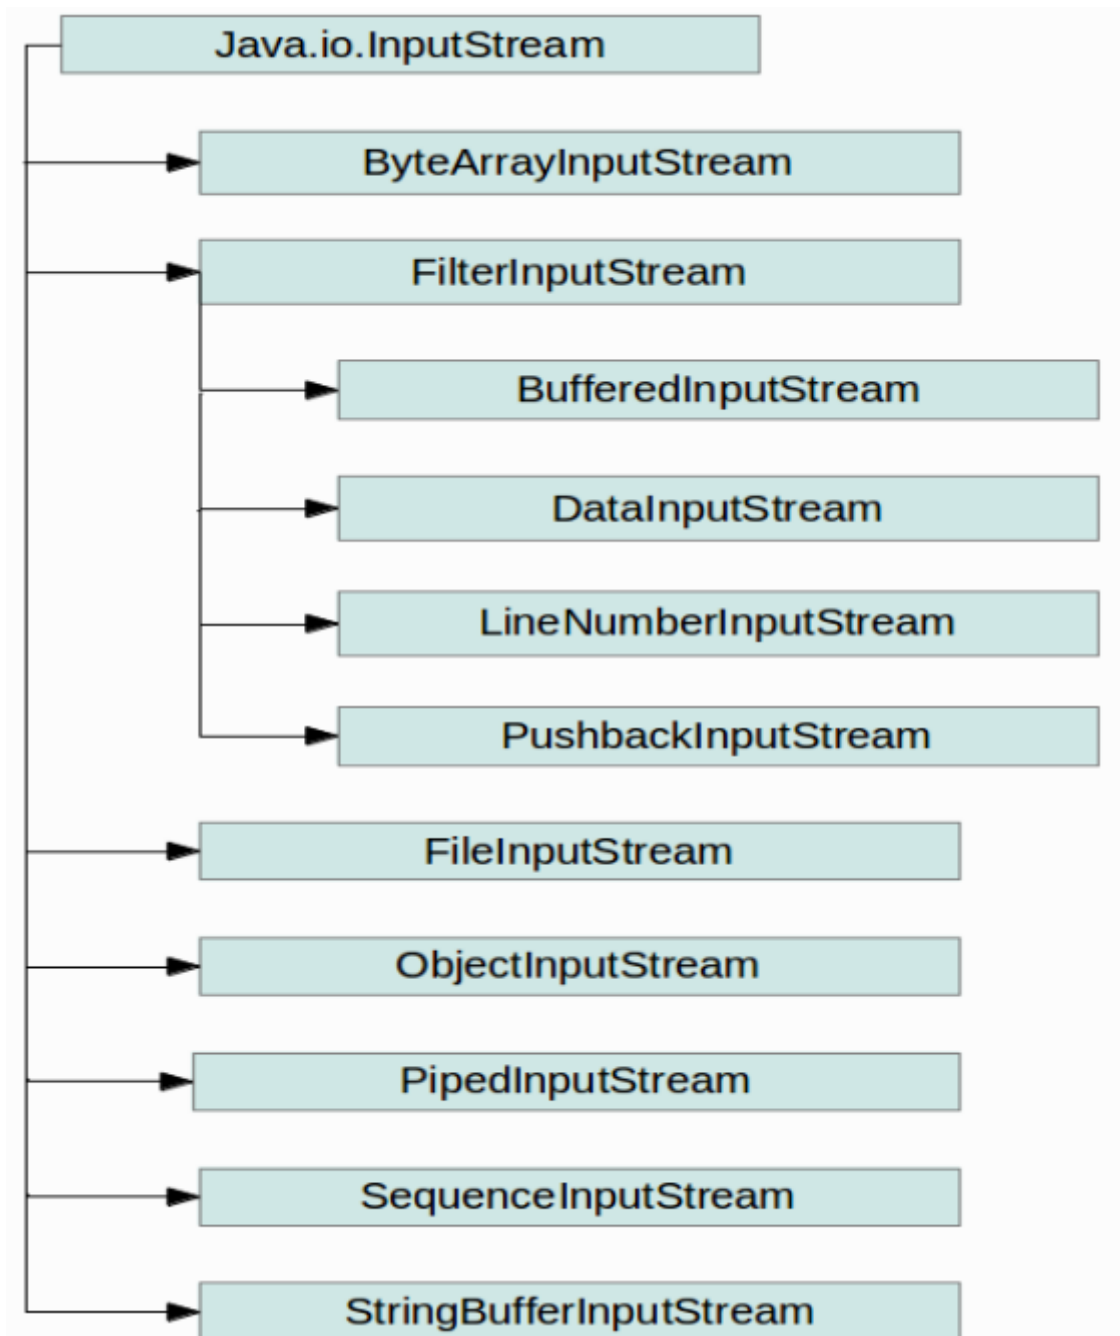 Java.io.InputStream
ByteArrayInputStream
FilterInputStream
BufferedInputStream
DataInputStream
LineNumberInputStream
PushbackInputStream
FileInputStream
ObjectInputStream
PipedInputStream
SequenceInputStream
StringBufferInputStream